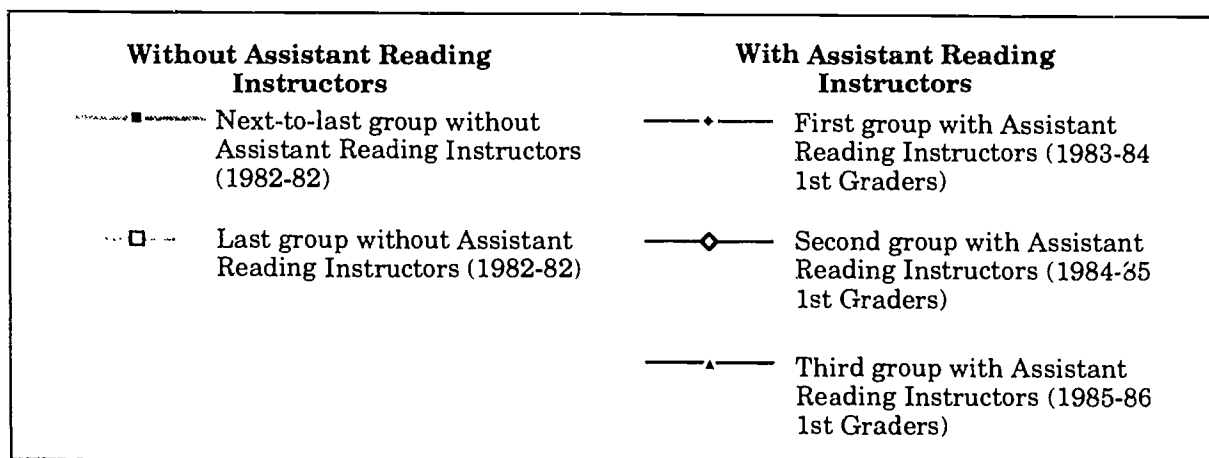 Without Assistant Reading
Instructors
Next-to-last group without
Assistant Reading Instructors
(1982-82)
Last group without Assistant
Reading Instructors (1982-82)
With Assistant Reading
Instructors
First group with Assistant
Reading Instructors (1983-84
1st Graders)
Second group with Assistant
Reading Instructors (1984-85
1st Graders)
Third group with Assistant
Reading Instructors (1985-86
1st Graders)